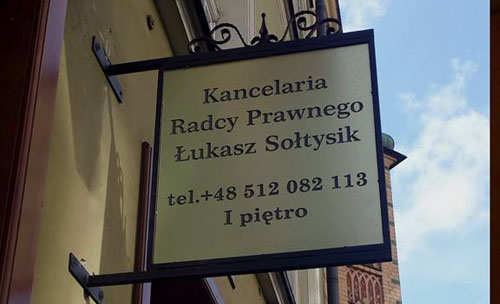 Kancelaria
Radcy Prawnego
Łukasz Sołtysik
tel.+48 512 082 113
I piętro